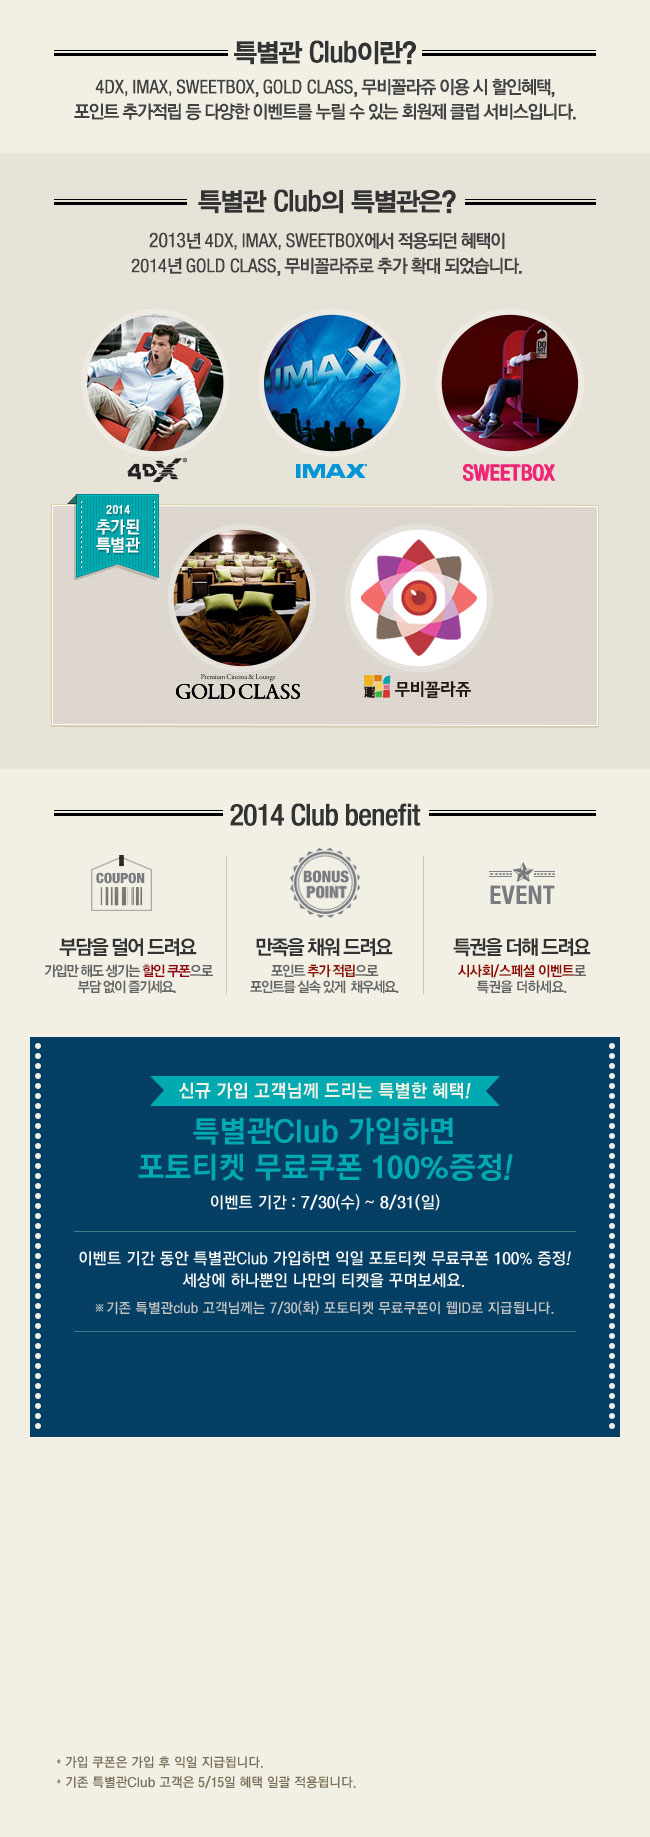 특별관 Club이란?
4DX, IMAX, SWEETBOX, GOLD CLASS, 무비꼴라쥬 이용 시 할인혜택,
포인트 추가적립 등 다양한 이벤트를 누릴 수 있는 회원제 클럽 서비스입니다.
특별관 Club의 특별관은?
2013년 4DX, IMAX, SWEETBOX에서 적용되던 혜택이
2014년 GOLD CLASS, 무비꼴라쥬로 추가 확대 되었습니다.
IMAX
DO NOT
4DX®
IMAX
SWEETBOX
2014
추가된
특별관
Premium Cinema & Lounge
GOLD CLASS
무비꼴라쥬
2014 Club benefit
COUPON
BONUS
POINT
EVENT
부담을 덜어 드려요
가입만 해도 생기는 할인 쿠폰으로
부담 없이 즐기세요.
만족을 채워 드려요
포인트 추가 적립으로
포인트를 실속 있게 채우세요.
특권을 더해 드려요
시사회/스페셜 이벤트로
특권을 더하세요.
신규 가입 고객님께 드리는 특별한 혜택!
특별관Club 가입하면
포토티켓 무료쿠폰 100%증정!
이벤트 기간 : 7/30(수) ~ 8/31(일)
이벤트 기간 동안 특별관Club 가입하면 익일 포토티켓 무료쿠폰 100% 증정!
세상에 하나뿐인 나만의 티켓을 꾸며보세요.
※ 기존 특별관club 고객님께는 7/30(화) 포토티켓 무료쿠폰이 웹ID로 지급됩니다.
* 가입 쿠폰은 가입 후 익일 지급됩니다.
* 기존 특별관Club 고객은 5/15일 혜택 일괄 적용됩니다.